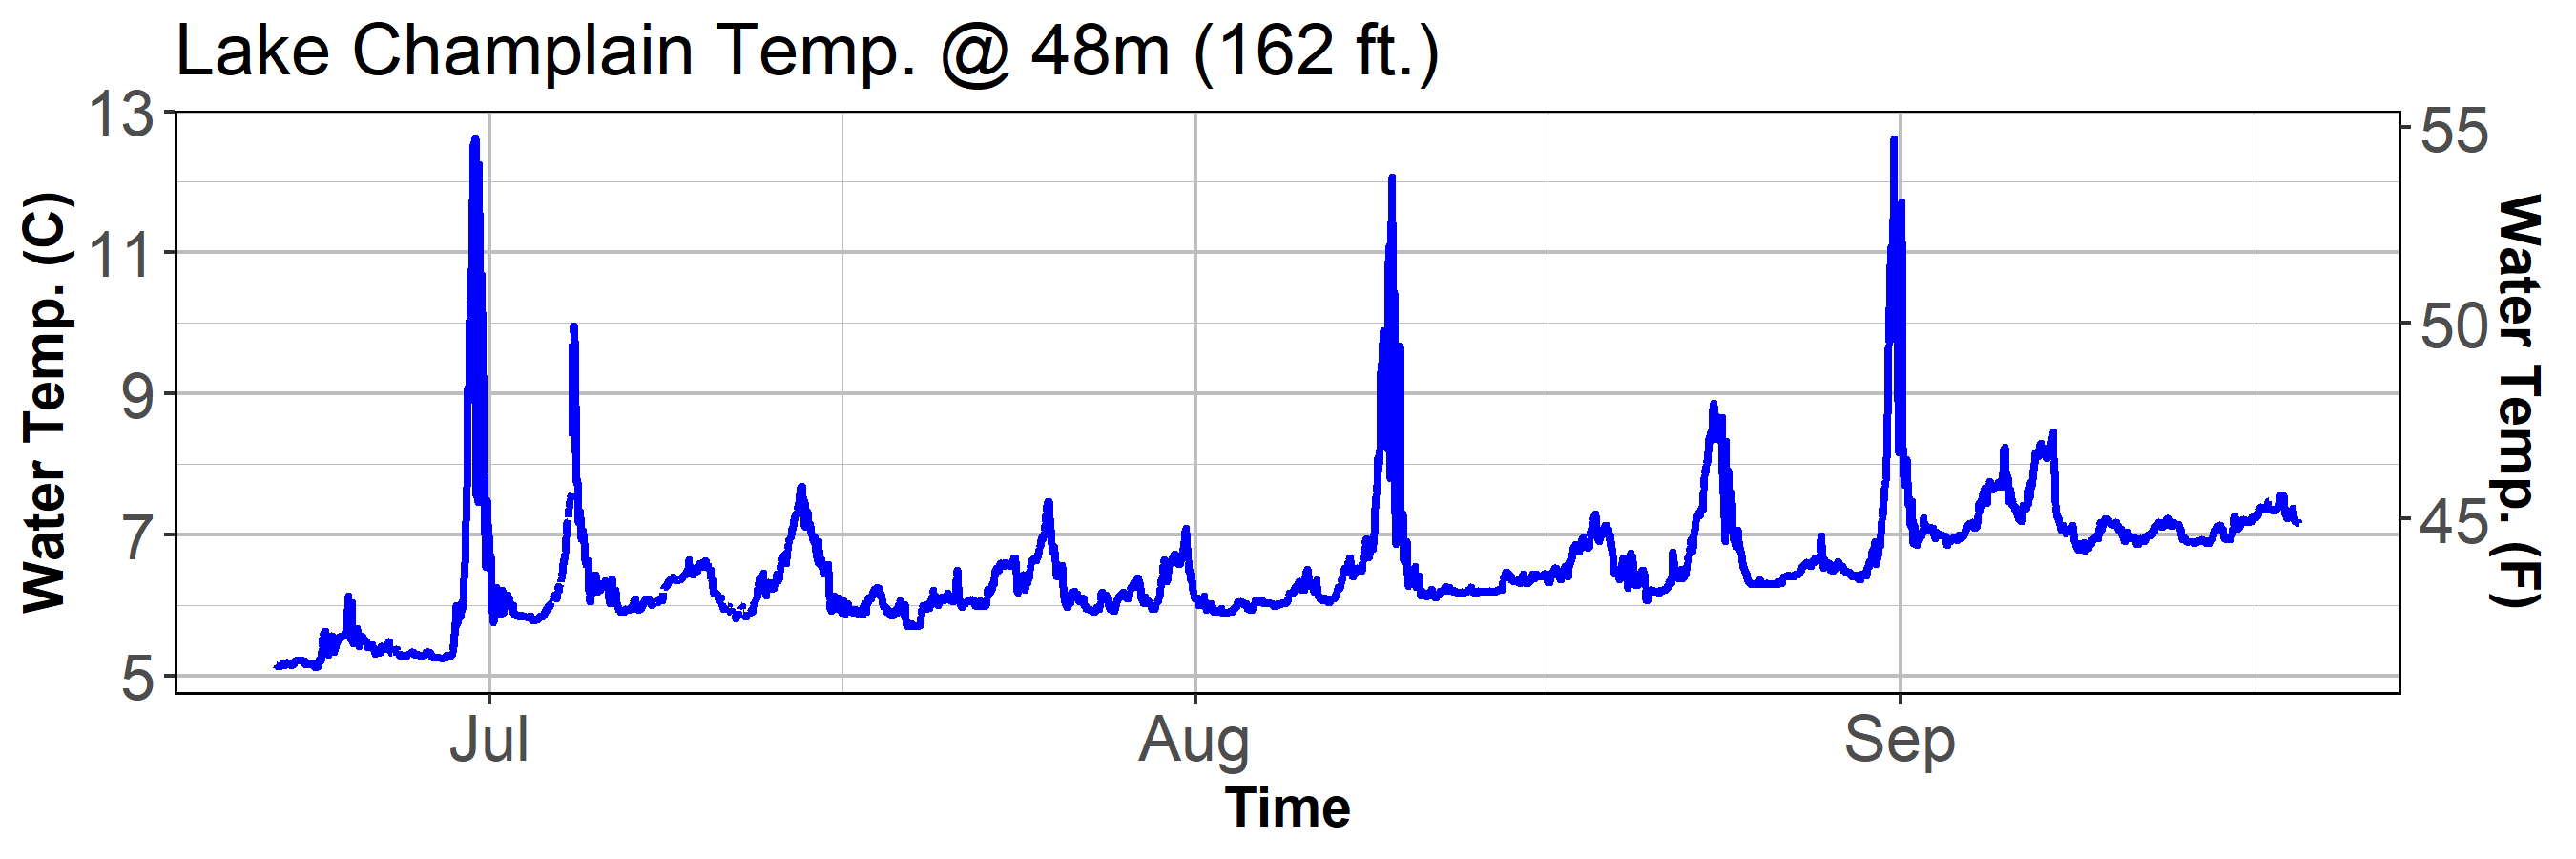 Lake Champlain Temp. @ 48m (162 ft.)
13
11
9
7
5
Water Temp. (C)
55
50
45
Water Temp. (F)
Jul Aug Sep
Time